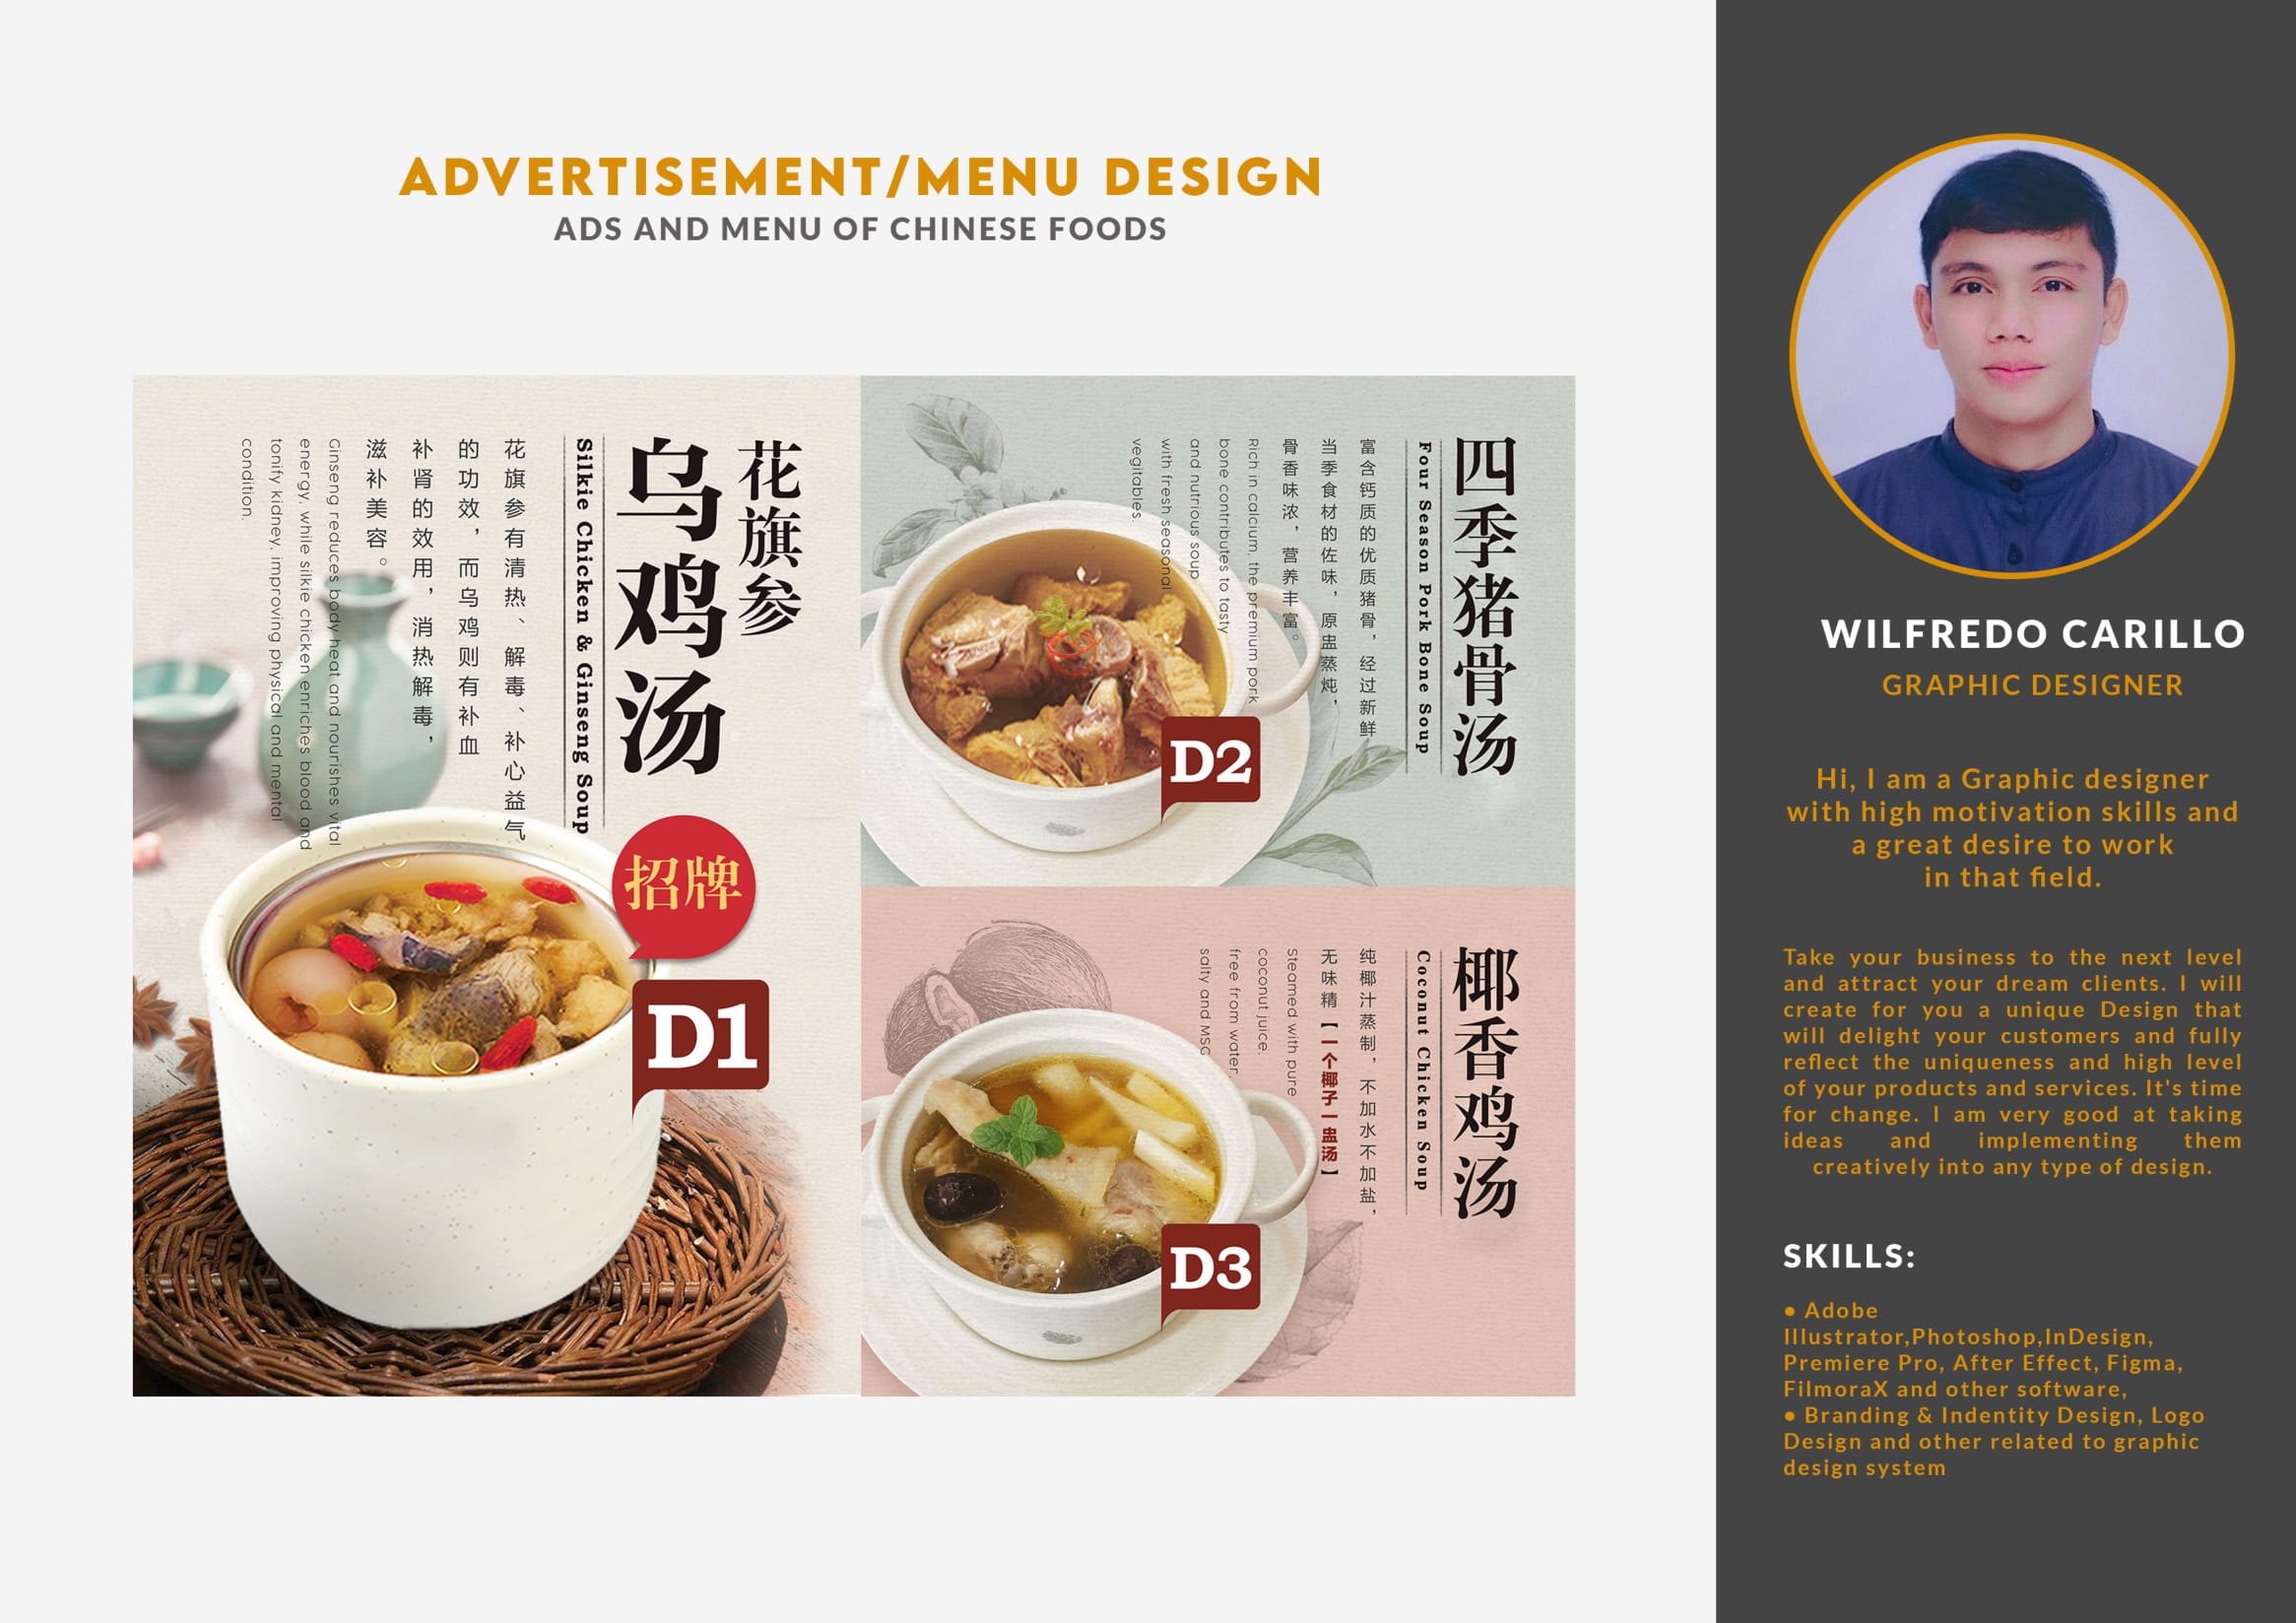 ADVERTISEMENT/MENU DESIGN
ADS AND MENU OF CHINESE FOODS
花旗参
乌鸡汤
Silkie Chicken & Ginseng Soup
花旗参有清热、解毒、补心益气
的功效，而乌鸡则有补血
补肾的效用，消热解毒，
滋补美容。
Ginseng reduces body heat and nourishes vital
energy, while silkie chicken enriches blood and
tonify kidney, improving physical and mental
condition.
招牌
D1
四季猪骨汤
Four Season Pork Bone Soup
富含钙质的优质猪骨，经过新鲜
当季食材的佐味，原盅蒸炖，
骨香味浓，营养丰富。
Rich in calcium, the premium pork
bone contributes to tasty
and nutrious soup
with fresh seasonal
vegitables.
D2
椰香鸡汤
Coconut Chicken Soup
纯椰汁蒸制，不加水不加盐，
无味精【一个椰子一盅汤】
Steamed with pure
coconut juice,
free from water,
salty and MSG
D3
WILFREDO CARILLO
GRAPHIC DESIGNER
Hi, I am a Graphic designer
with high motivation skills and
a great desire to work
in that field.
Take your business to the next level
and attract your dream clients. I will
create for you a unique Design that
will delight your customers and fully
reflect the uniqueness and high level
of your products and services. It's time
for change. I am very good at taking
ideas and implementing them
creatively into any type of design.
SKILLS:
● Adobe
Illustrator,Photoshop,InDesign,
Premiere Pro, After Effect, Figma,
FilmoraX and other software,
● Branding & Indentity Design, Logo
Design and other related to graphic
design system